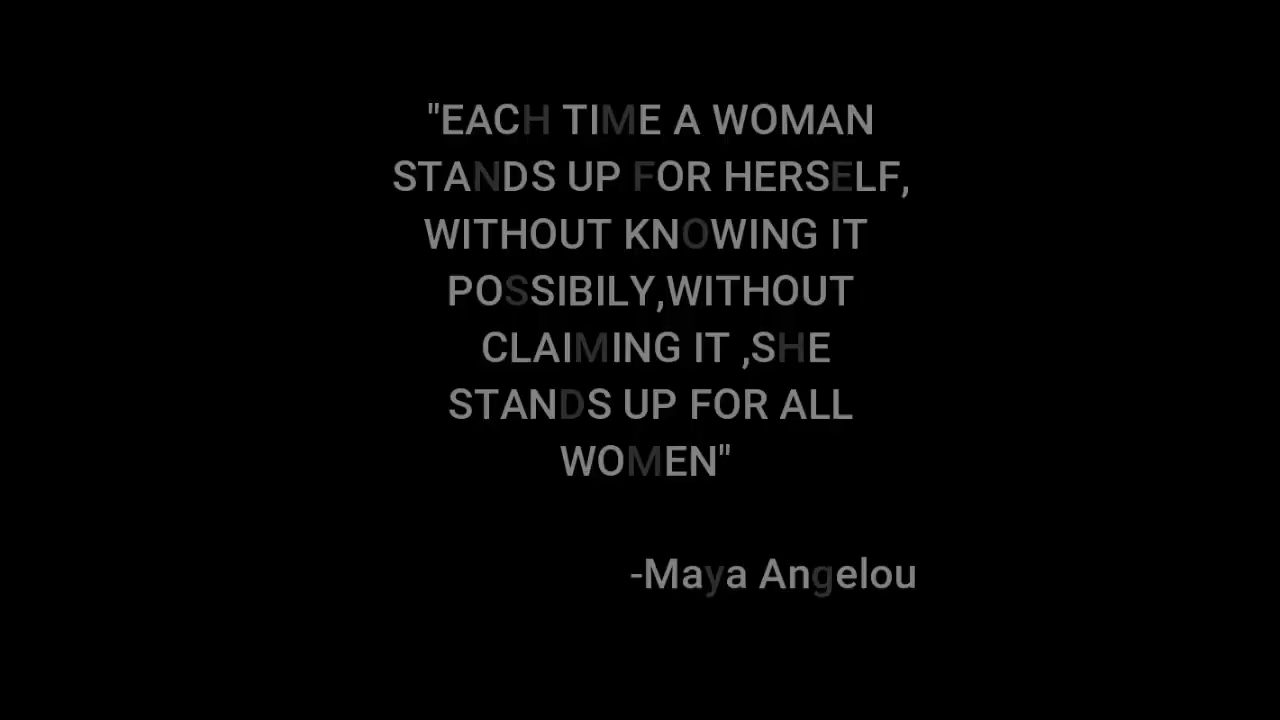 "EACH TIME A WOMAN
STANDS UP FOR HERSELF,
WITHOUT KNOWING IT
POSSIBILY,WITHOUT
CLAIMING IT ,SHE
STANDS UP FOR ALL
WOMEN"
-Maya Angelou